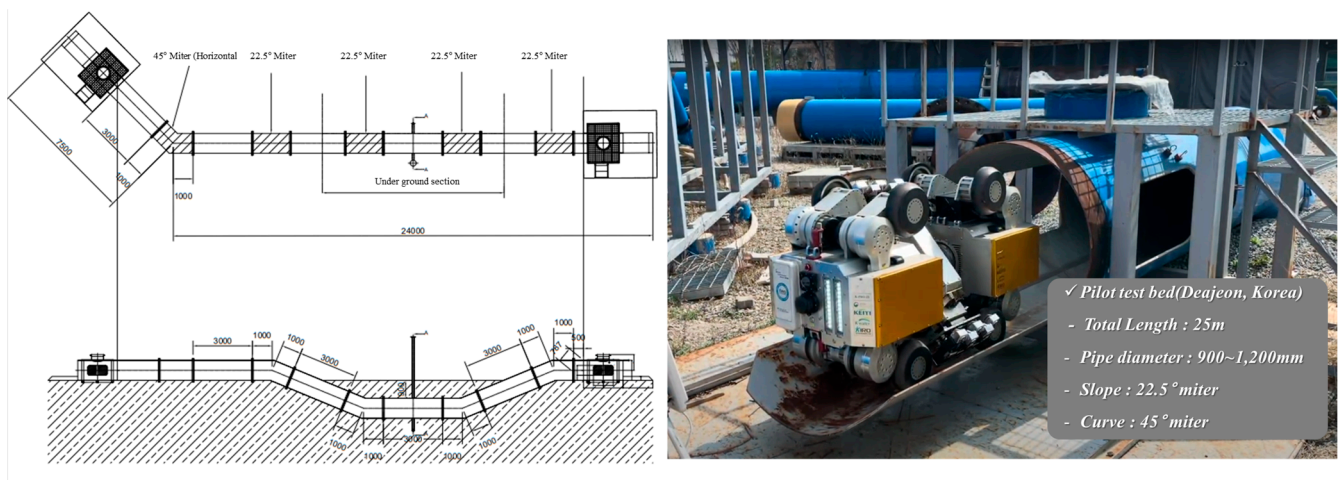 45° Miter (Horizontal
22.5° Miter
22.5° Miter
22.5° Miter
22.5° Miter
3000
7500
1000
1000
A
A
Under ground section
24000
3000
1000
1000
3000
A
3000
1000
1000
500
1000
3000
1000
1000
1000
A
✓ Pilot test bed(Deajeon, Korea)
- Total Length : 25m
- Pipe diameter : 900~1,200mm
- Slope : 22.5°miter
- Curve : 45°miter